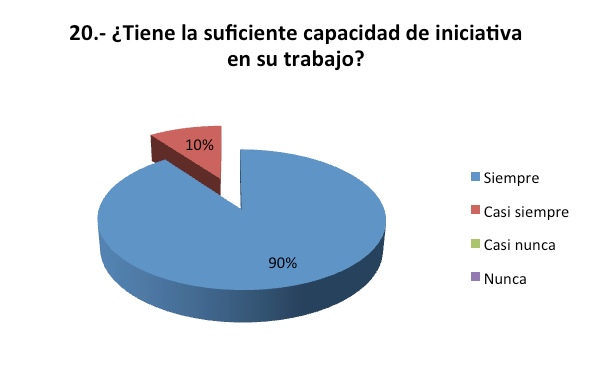 20.- ¿Tiene la suficiente capacidad de iniciativa
en su trabajo?
10%
90%
Siempre
Casi siempre
Casi nunca
Nunca